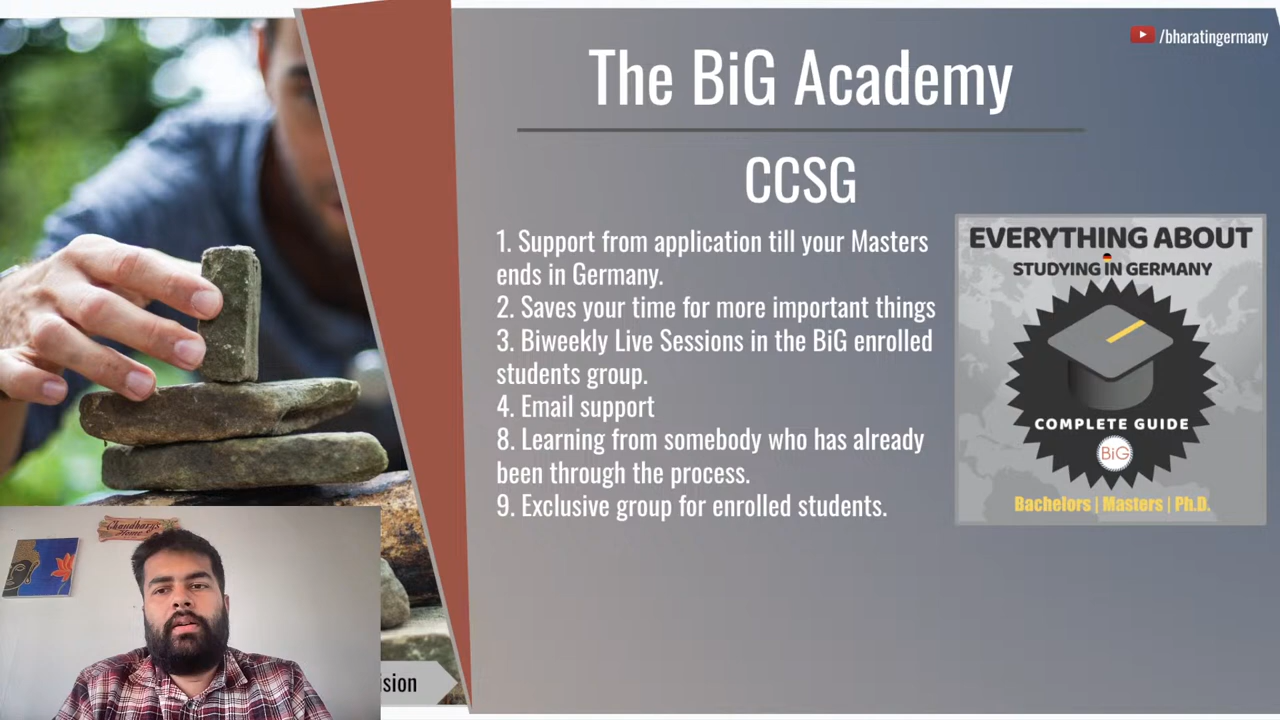 /bharatingermany
The BiG Academy
CCSG
1. Support from application till your Masters
ends in Germany.
2. Saves your time for more important things
3. Biweekly Live Sessions in the BiG enrolled
students group.
4. Email support
8. Learning from somebody who has already
been through the process.
9. Exclusive group for enrolled students.
EVERYTHING ABOUT
STUDYING IN GERMANY
COMPLETE GUIDE
BiG
Bachelors | Masters | Ph.D.
Chaudhary's
Home